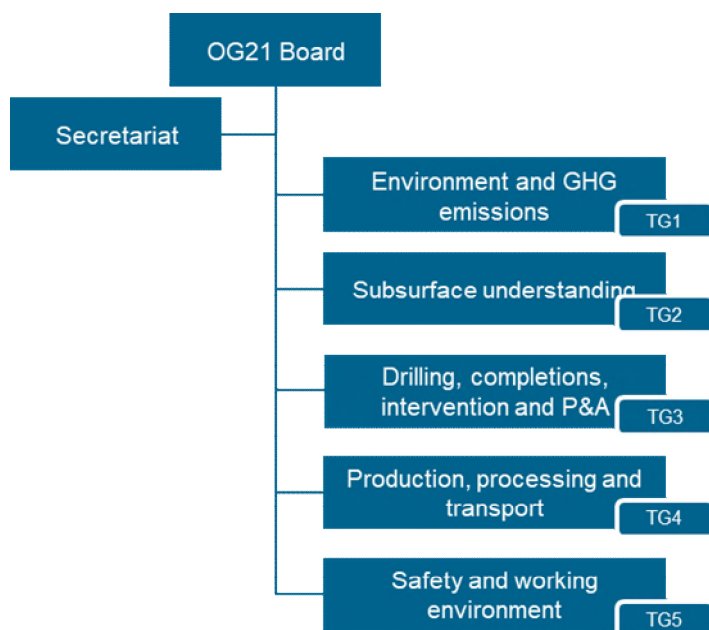 OG21 Board
Secretariat
Environment and GHG
emissions
TG1
Subsurface understanding
TG2
Drilling, completions,
intervention and P&A
TG3
Production, processing and
transport
TG4
Safety and working
environment
TG5